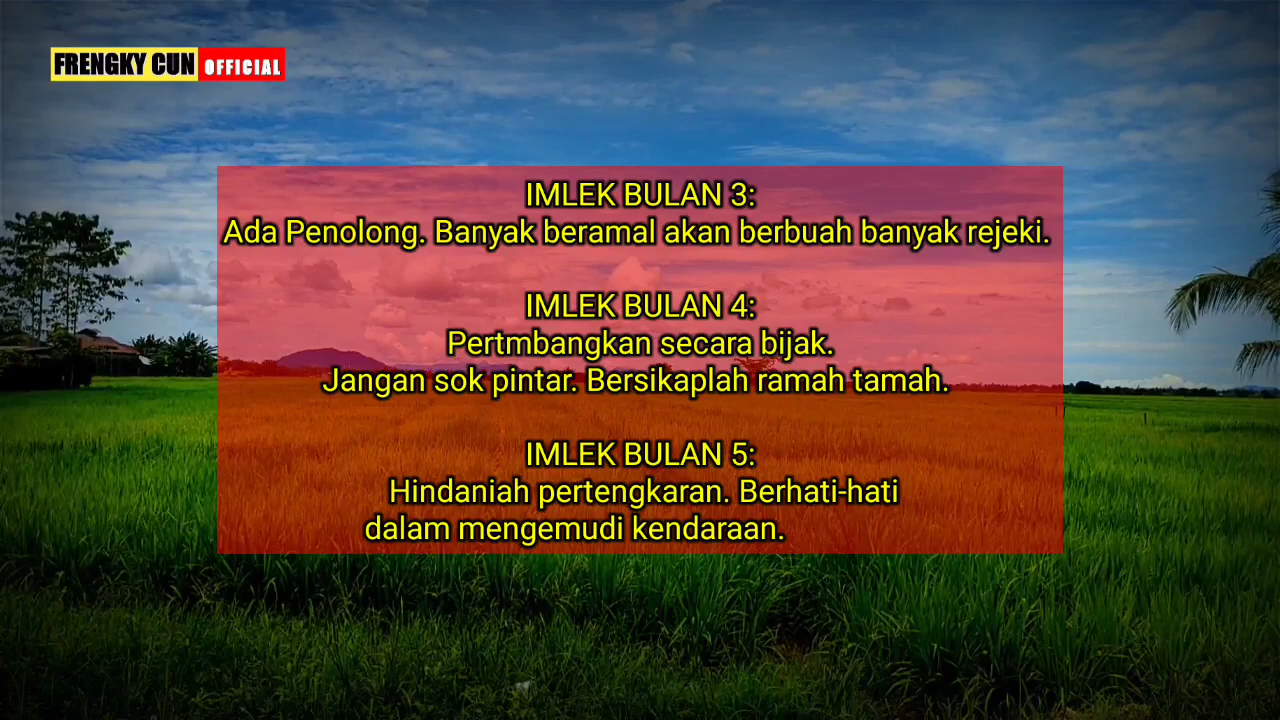 FRENGKY CUN OFFICIAL
IMLEK BULAN 3:
Ada Penolong. Banyak beramal akan berbuah banyak rejeki.
IMLEK BULAN 4:
Pertmbangkan secara bijak.
Jangan sok pintar. Bersikaplah ramah tamah.
IMLEK BULAN 5:
Hindaniah pertengkaran. Berhati-hati
dalam mengemudi kendaraan.